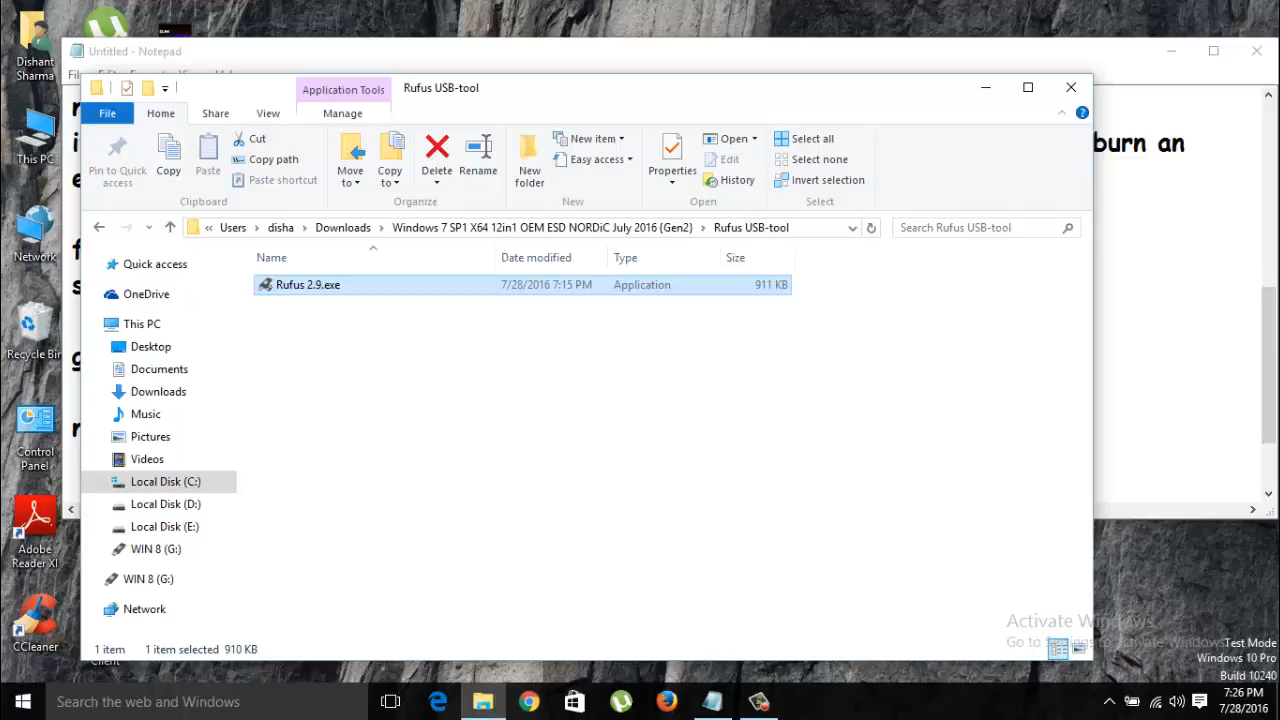 Dishant
Sharma
Untitled - Notepad
Application Tools
Rufus USB-tool
File
Home
Share
View
Manage
Pin to Quick
access
Copy
Paste
Cut
Copy path
Paste shortcut
Clipboard
Move
to
Copy
to
Delete
Rename
Organize
New
folder
New item
Easy access
New
Properties
Open
Edit
History
Open
Select all
Select none
Invert selection
Select
burn an
« Users › disha › Downloads › Windows 7 SP1 X64 12in1 OEM ESD NORDiC July 2016 {Gen2} › Rufus USB-tool
Search Rufus USB-tool
Name
Date modified
Type
Size
Rufus 2.9.exe
7/28/2016 7:15 PM
Application
911 KB
Quick access
OneDrive
This PC
Desktop
Documents
Downloads
Music
Pictures
Videos
Local Disk (C:)
Local Disk (D:)
Local Disk (E:)
WIN 8 (G:)
WIN 8 (G:)
Network
1 item
1 item selected 910 KB
This PC
Network
Recycle Bin
Control
Panel
Adobe
Reader XI
CCleaner
Client
Activate Windows
Go to Settings to activate Windows.
Test Mode
Windows 10 Pro
Build 10240
Search the web and Windows
7:26 PM
7/28/2016